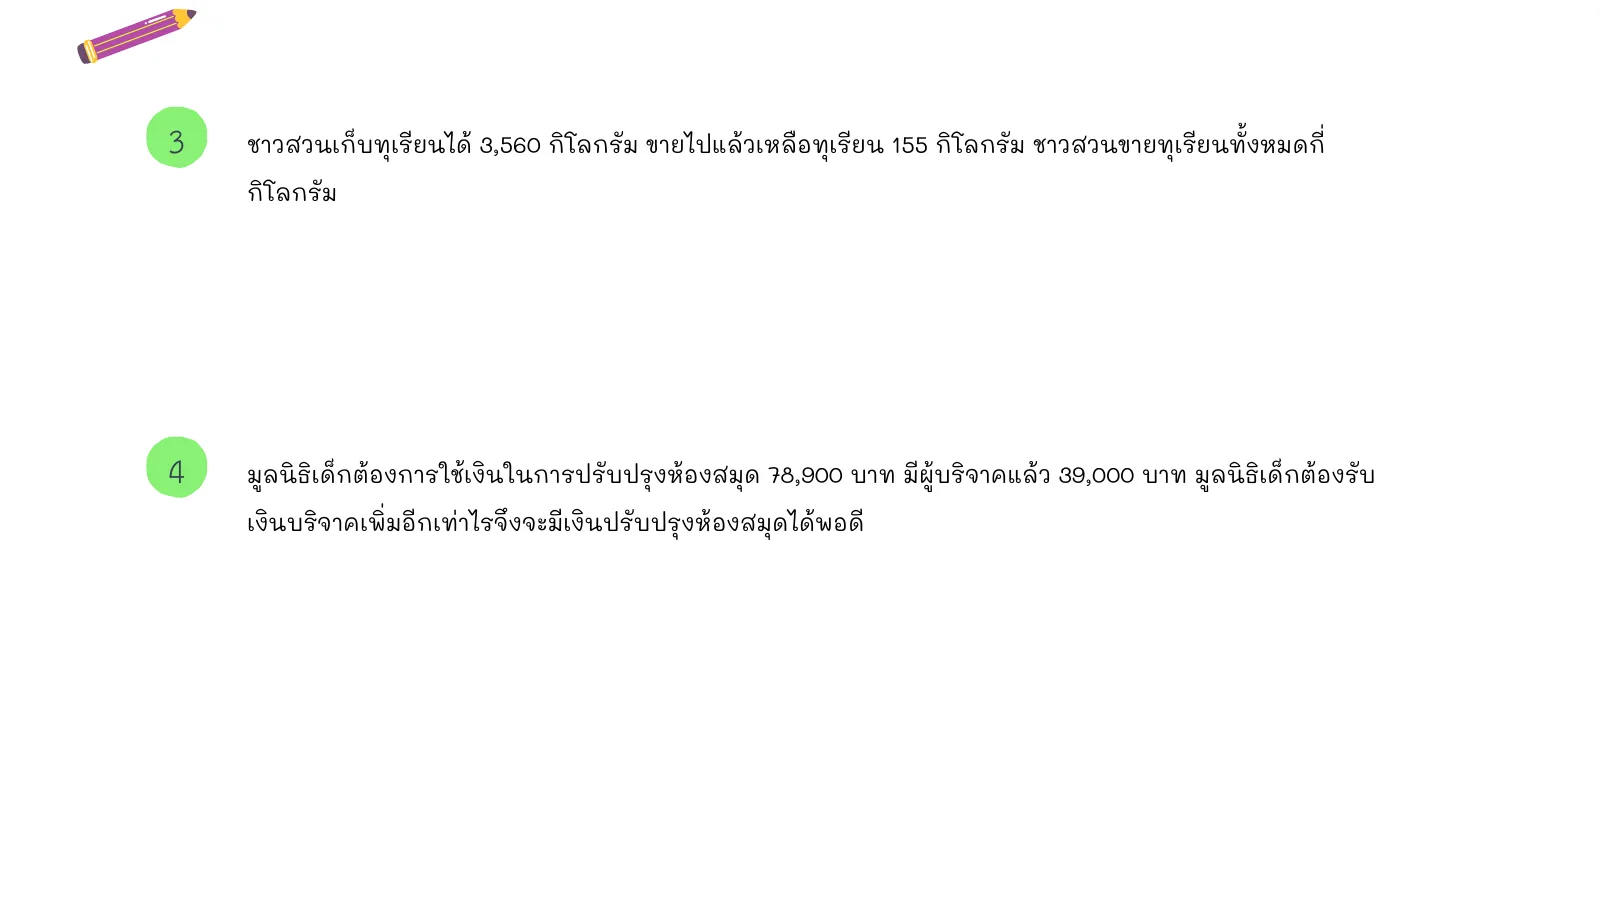 3
ชาวสวนเก็บทุเรียนได้ 3,560 กิโลกรัม ขายไปแล้วเหลือทุเรียน 155 กิโลกรัม ชาวสวนขายทุเรียนทั้งหมดกี่
กิโลกรัม
4
มูลนิธิเด็กต้องการใช้เงินในการปรับปรุงห้องสมุด 78,900 บาท มีผู้บริจาคแล้ว 39,000 บาท มูลนิธิเด็กต้องรับ
เงินบริจาคเพิ่มอีกเท่าไรจึงจะมีเงินปรับปรุงห้องสมุดได้พอดี